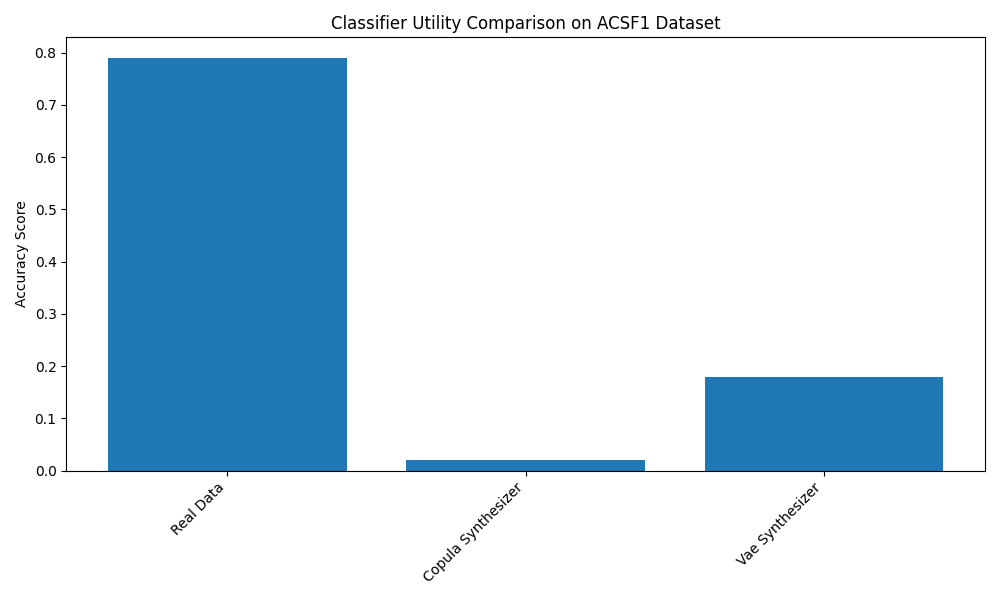 Classifier Utility Comparison on ACSF1 Dataset
Accuracy Score
0.8
0.7
0.6
0.5
0.4
0.3
0.2
0.1
0.0
Real Data
Copula Synthesizer
Vae Synthesizer